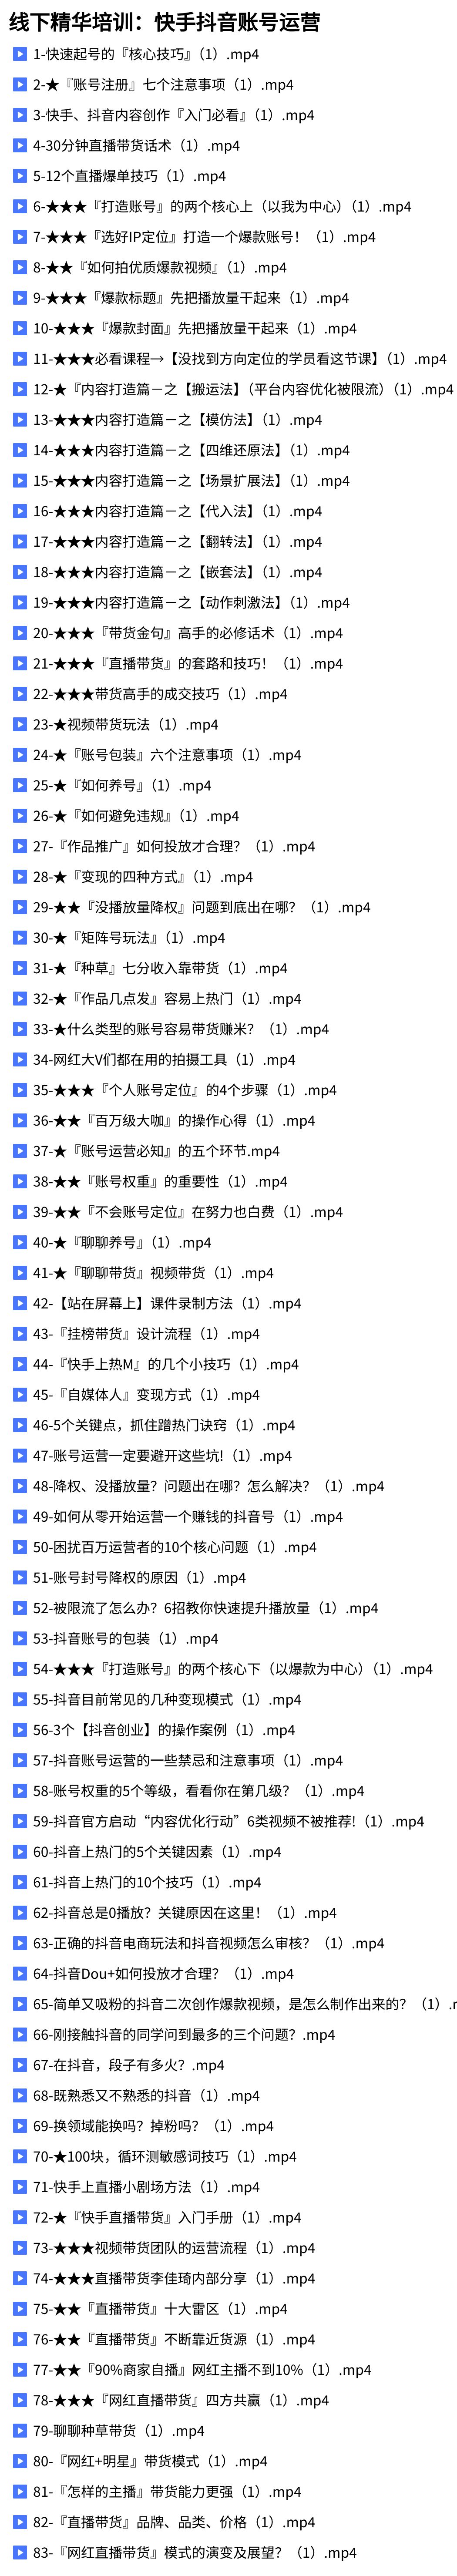 线下精华培训：快手抖音账号运营
1-快速起号的『核心技巧』（1）.mp4
2-★『账号注册』七个注意事项（1）.mp4
3-快手、抖音内容创作『入门必看』（1）.mp4
4-30分钟直播带货话术（1）.mp4
5-12个直播爆单技巧（1）.mp4
6-★★★『打造账号』的两个核心上（以我为中心）（1）.mp4
7-★★★『选好IP定位』打造一个爆款账号！（1）.mp4
8-★★『如何拍优质爆款视频』（1）.mp4
9-★★★『爆款标题』先把播放量干起来（1）.mp4
10-★★★『爆款封面』先把播放量干起来（1）.mp4
11-★★★必看课程→【没找到方向定位的学员看这节课】（1）.mp4
12-★『内容打造篇－之【搬运法】（平台内容优化被限流）（1）.mp4
13-★★★内容打造篇－之【模仿法】（1）.mp4
14-★★★内容打造篇－之【四维还原法】（1）.mp4
15-★★★内容打造篇－之【场景扩展法】（1）.mp4
16-★★★内容打造篇－之【代入法】（1）.mp4
17-★★★内容打造篇－之【翻转法】（1）.mp4
18-★★★内容打造篇－之【嵌套法】（1）.mp4
19-★★★内容打造篇－之【动作刺激法】（1）.mp4
20-★★★『带货金句』高手的必修话术（1）.mp4
21-★★★『直播带货』的套路和技巧！（1）.mp4
22-★★★带货高手的成交技巧（1）.mp4
23-★视频带货玩法（1）.mp4
24-★『账号包装』六个注意事项（1）.mp4
25-★『如何养号』（1）.mp4
26-★『如何避免违规』（1）.mp4
27-『作品推广』如何投放才合理？（1）.mp4
28-★『变现的四种方式』（1）.mp4
29-★★『没播放量降权』问题到底出在哪？（1）.mp4
30-★『矩阵号玩法』（1）.mp4
31-★『种草』七分收入靠带货（1）.mp4
32-★『作品几点发』容易上热门（1）.mp4
33-★什么类型的账号容易带货赚米？（1）.mp4
34-网红大V们都在用的拍摄工具（1）.mp4
35-★★★『个人账号定位』的4个步骤（1）.mp4
36-★★『百万级大咖』的操作心得（1）.mp4
37-★『账号运营必知』的五个环节.mp4
38-★★『账号权重』的重要性（1）.mp4
39-★★『不会账号定位』在努力也白费（1）.mp4
40-★『聊聊养号』（1）.mp4
41-★『聊聊带货』视频带货（1）.mp4
42-【站在屏幕上】课件录制方法（1）.mp4
43-『挂榜带货』设计流程（1）.mp4
44-『快手上热M』的几个小技巧（1）.mp4
45-『自媒体人』变现方式（1）.mp4
46-5个关键点，抓住蹭热门诀窍（1）.mp4
47-账号运营一定要避开这些坑!（1）.mp4
48-降权、没播放量？问题出在哪？怎么解决？（1）.mp4
49-如何从零开始运营一个赚钱的抖音号（1）.mp4
50-困扰百万运营者的10个核心问题（1）.mp4
51-账号封号降权的原因（1）.mp4
52-被限流了怎么办？6招教你快速提升播放量（1）.mp4
53-抖音账号的包装（1）.mp4
54-★★★『打造账号』的两个核心下（以爆款为中心）（1）.mp4
55-抖音目前常见的几种变现模式（1）.mp4
56-3个【抖音创业】的操作案例（1）.mp4
57-抖音账号运营的一些禁忌和注意事项（1）.mp4
58-账号权重的5个等级，看看你在第几级？（1）.mp4
59-抖音官方启动“内容优化行动”6类视频不被推荐!（1）.mp4
60-抖音上热门的5个关键因素（1）.mp4
61-抖音上热门的10个技巧（1）.mp4
62-抖音总是0播放？关键原因在这里！（1）.mp4
63-正确的抖音电商玩法和抖音视频怎么审核？（1）.mp4
64-抖音Dou+如何投放才合理？（1）.mp4
65-简单又吸粉的抖音二次创作爆款视频，是怎么制作出来的？（1）.r
66-刚接触抖音的同学问到最多的三个问题？.mp4
67-在抖音，段子有多火？.mp4
68-既熟悉又不熟悉的抖音（1）.mp4
69-换领域能换吗？掉粉吗？（1）.mp4
70-★100块，循环测敏感词技巧（1）.mp4
71-快手上直播小剧场方法（1）.mp4
72-★『快手直播带货』入门手册（1）.mp4
73-★★★视频带货团队的运营流程（1）.mp4
74-★★★直播带货李佳琦内部分享（1）.mp4
75-★★『直播带货』十大雷区（1）.mp4
76-★★『直播带货』不断靠近货源（1）.mp4
77-★★『90%商家自播』网红主播不到10%（1）.mp4
78-★★★『网红直播带货』四方共赢（1）.mp4
79-聊聊种草带货（1）.mp4
80-『网红+明星』带货模式（1）.mp4
81-『怎样的主播』带货能力更强（1）.mp4
82-『直播带货』品牌、品类、价格（1）.mp4
83-『网红直播带货』模式的演变及展望？（1）.mp4